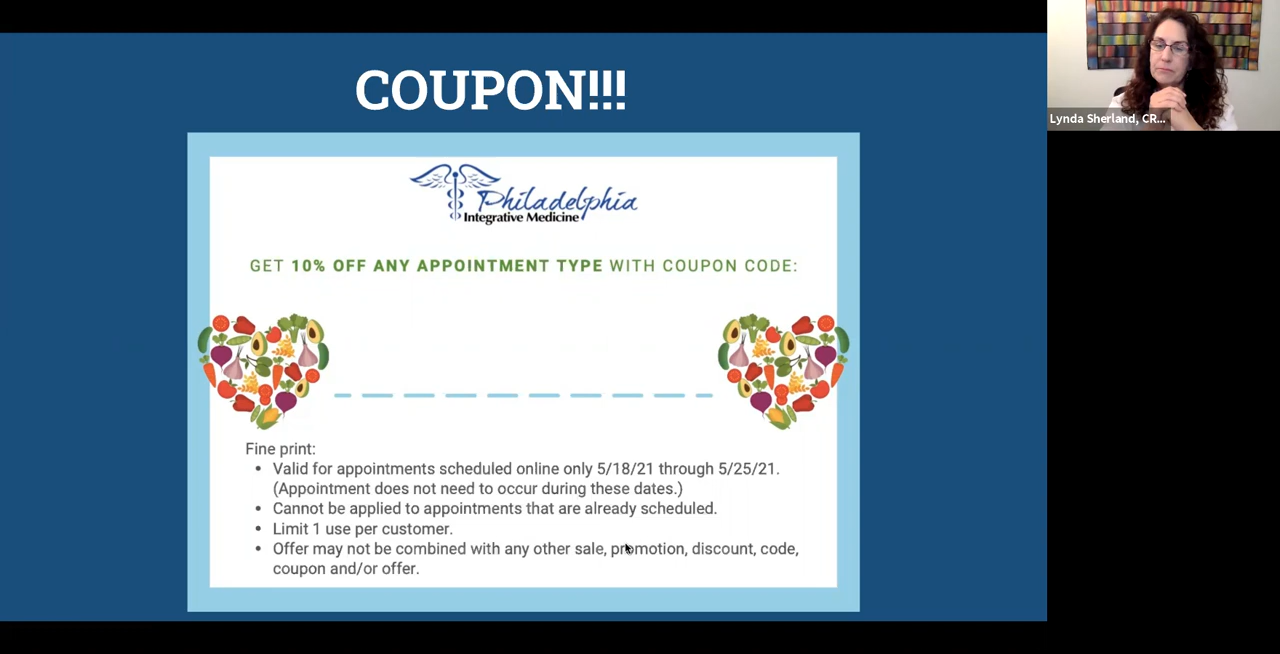 COUPON!!!
Lynda Sherland, CR...
Philadelphia
Integrative Medicine
GET 10% OFF ANY APPOINTMENT TYPE WITH COUPON CODE:
Fine print:
• Valid for appointments scheduled online only 5/18/21 through 5/25/21.
(Appointment does not need to occur during these dates.)
• Cannot be applied to appointments that are already scheduled.
• Limit 1 use per customer.
• Offer may not be combined with any other sale, promotion, discount, code,
coupon and/or offer.